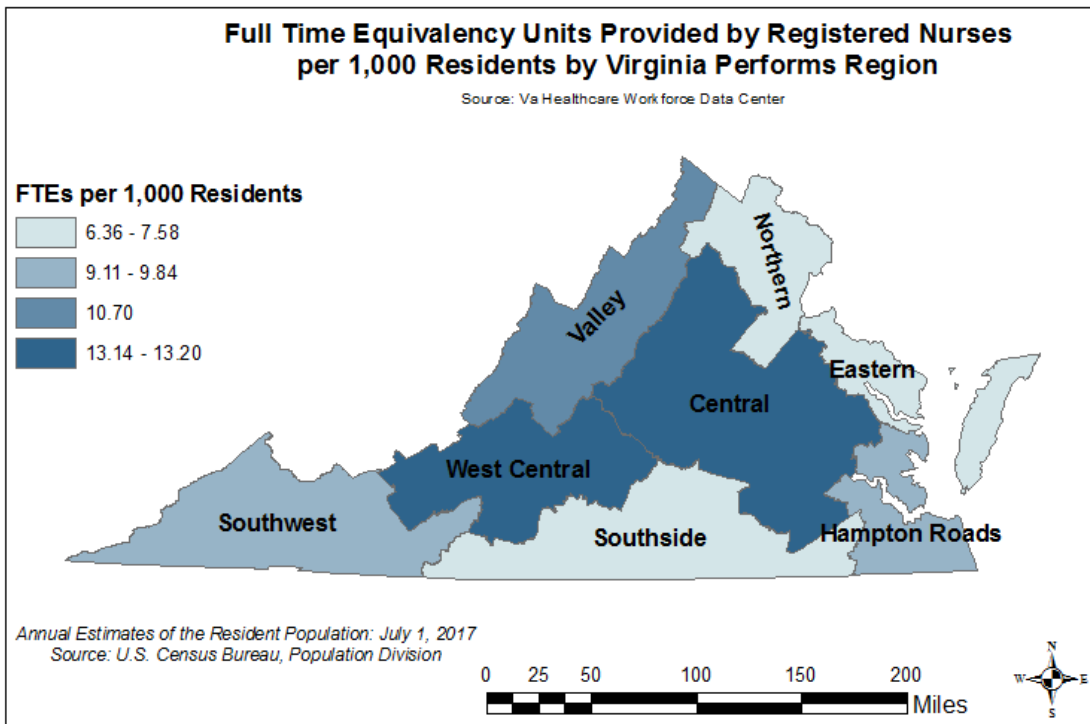 Full Time Equivalency Units Provided by Registered Nurses
per 1,000 Residents by Virginia Performs Region
Source: Va Healthcare Workforce Data Center
FTEs per 1,000 Residents
6.36 - 7.58
9.11 - 9.84
10.70
13.14 - 13.20
Northern
Valley
Eastern
Central
West Central
Southwest
Southside
Hampton Roads
Annual Estimates of the Resident Population: July 1, 2017
Source: U.S. Census Bureau, Population Division
0 25 50 100 150 200
Miles
N
W E
S